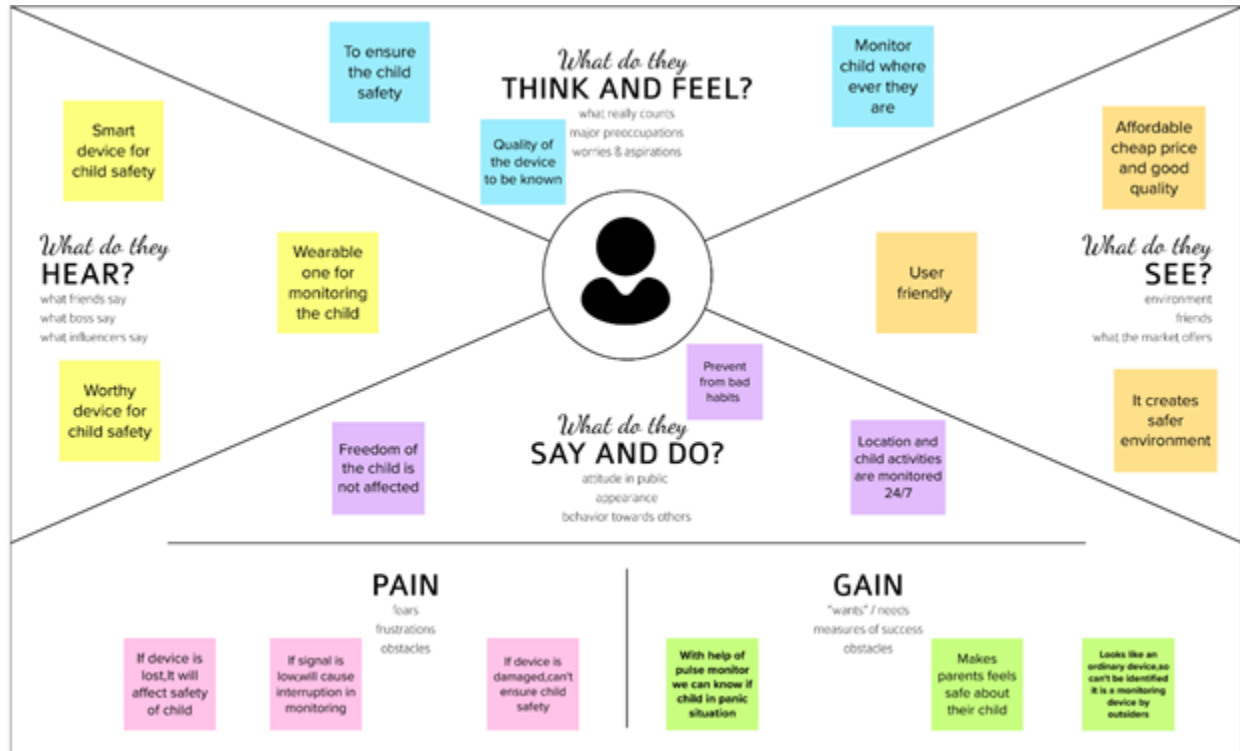 To ensure
the child
safety
What do they
THINK AND FEEL?
what really counts
major preoccupations
worries & aspirations
Quality of
the device
to be known
Monitor
child where
ever they
are
Smart
device for
child safety
What do they
HEAR?
what friends say
what boss say
what influencers say
Wearable
one for
monitoring
the child
Worthy
device for
child safety
Affordable
cheap price
and good
quality
User
friendly
What do they
SEE?
environment
friends
what the market offers
It creates
safer
environment
Prevent
from bad
habits
What do they
SAY AND DO?
attitude in public
appearance
behavior towards others
Freedom of
the child is
not affected
Location and
child activities
are monitored
24/7
PAIN
fears
frustrations
obstacles
If device is
lost,It will
affect safety
of child
If signal is
low,will cause
interruption in
monitoring
If device is
damaged,can't
ensure child
safety
GAIN
"wants" / needs
measures of success
obstacles
With help of
pulse monitor
we can know if
child in panic
situation
Makes
parents feels
safe about
their child
Looks like an
ordinary device,so
can't be identified
it is a monitoring
device by
outsiders